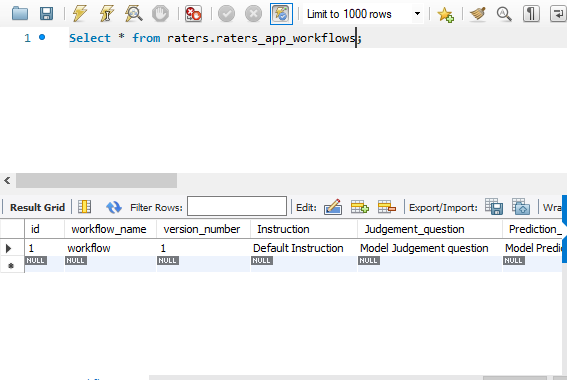 Limit to 1000 rows
1 Select * from raters.raters_app_workflows;
Result Grid Filter Rows: Edit: Export/Import: Wra
id workflow_name version_number Instruction Judgement_question Prediction_
1 workflow 1 Default Instruction Model Judgement question Model Predi
NULL NULL NULL NULL NULL NULL